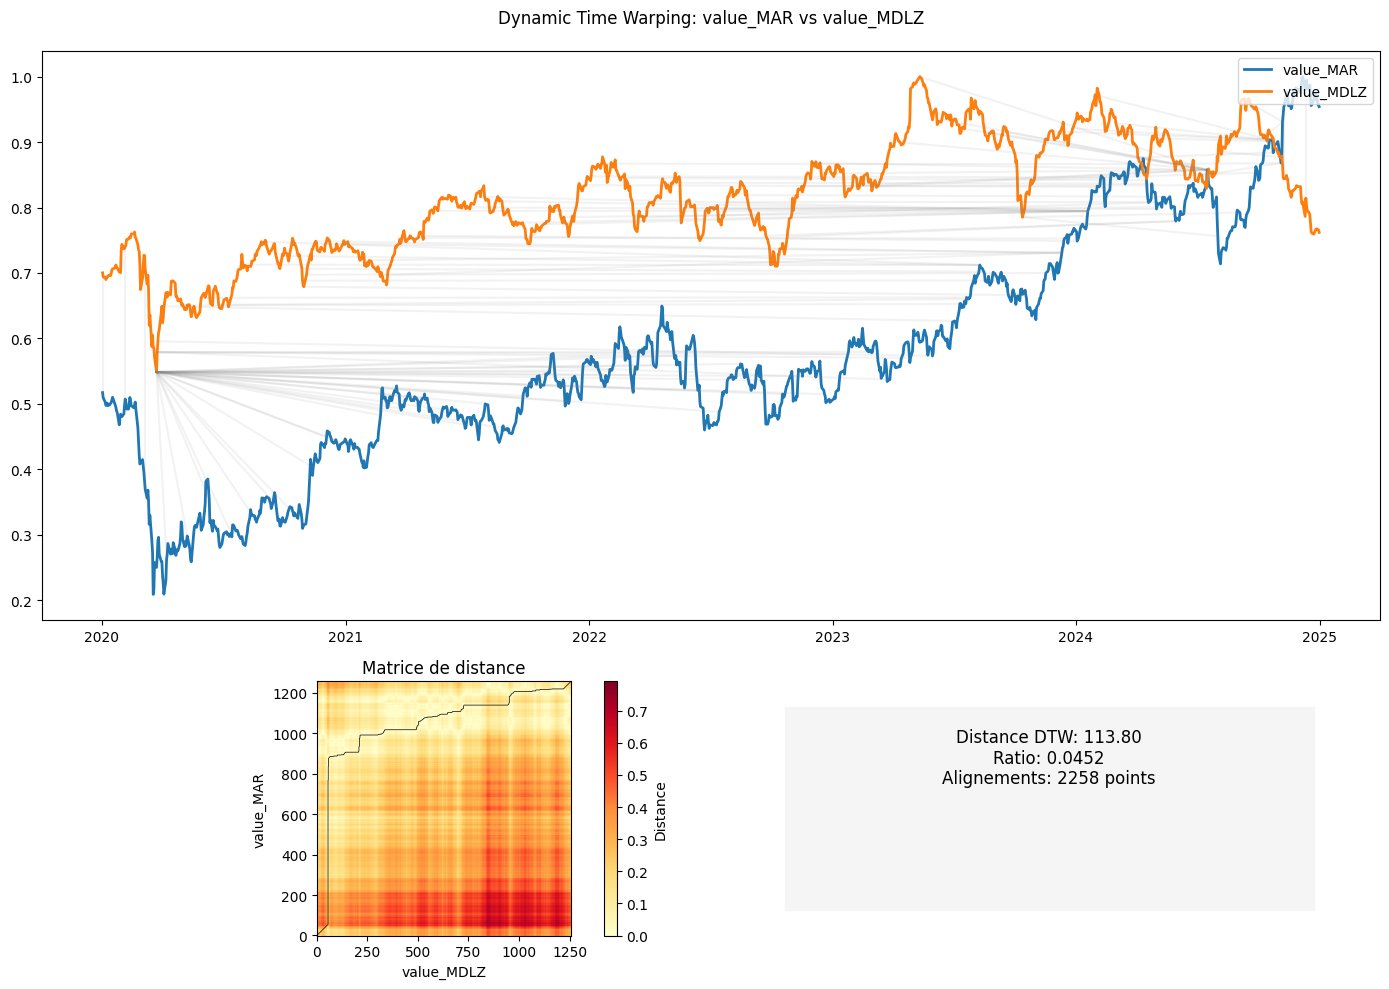 Dynamic Time Warping: value_MAR vs value_MDLZ
value_MAR
value_MDLZ
1.0
0.9
0.8
0.7
0.6
0.5
0.4
0.3
0.2
2020 2021 2022 2023 2024 2025
Matrice de distance
value_MAR
1200
1000
800
600
400
200
0
0 250 500 750 1000 1250
value_MDLZ
0.7
0.6
0.5
0.4
0.3
0.2
0.1
0.0
Distance
Distance DTW: 113.80
Ratio: 0.0452
Alignements: 2258 points